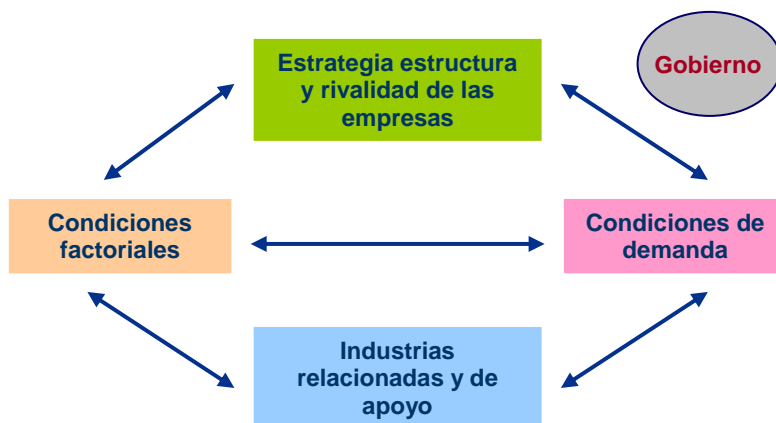 Estrategia estructura
y rivalidad de las
empresas
Gobierno
Condiciones
factoriales
Condiciones de
demanda
Industrias
relacionadas y de
apoyo